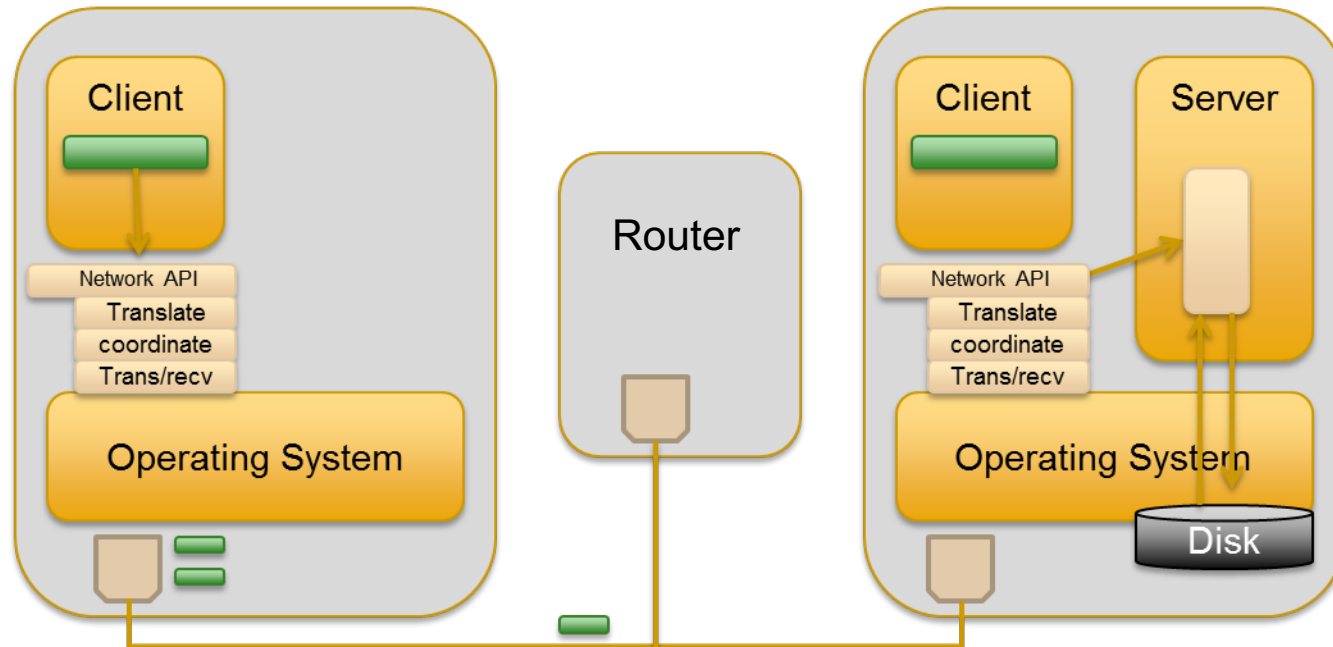 Client
Network API
Translate
coordinate
Trans/recv
Operating System
Router
Client
Server
Network API
Translate
coordinate
Trans/recv
Operating System
Disk